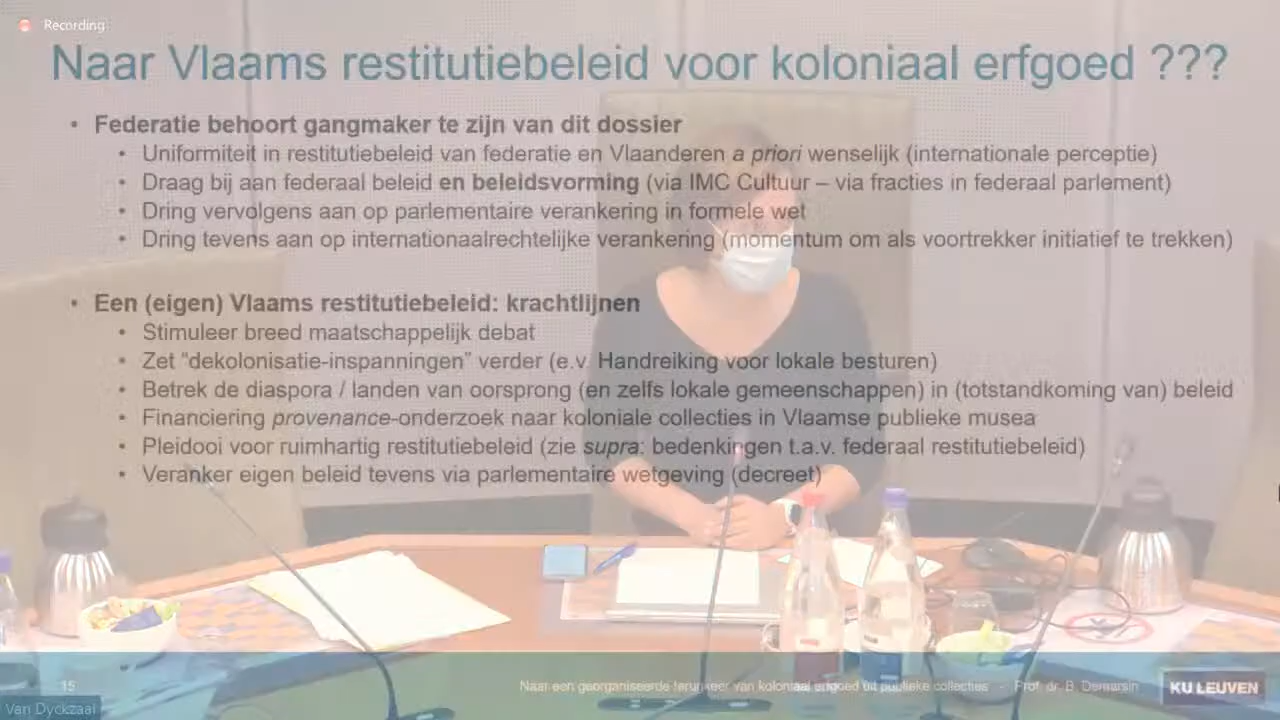 Recording
Naar Vlaams restitutiebeleid voor koloniaal erfgoed ???
• Federatie behoort gangmaker te zijn van dit dossier
• Uniformiteit in restitutiebeleid van federatie en Vlaanderen a priori wenselijk (internationale perceptie)
• Draag bij aan federaal beleid en beleidsvorming (via IMC Cultuur – via fracties in federaal parlement)
• Dring vervolgens aan op parlementaire verankering in formele wet
• Dring tevens aan op internationaalrechtelijke verankering (momentum om als voortrekker initiatief te trekken)
• Een (eigen) Vlaams restitutiebeleid: krachtlijnen
• Stimuleer breed maatschappelijk debat
• Zet “dekolonisatie-inspanningen” verder (e.v. Handreiking voor lokale besturen)
• Betrek de diaspora / landen van oorsprong (en zelfs lokale gemeenschappen) in (totstandkoming van) beleid
• Financiering provenance-onderzoek naar koloniale collecties in Vlaamse publieke musea
• Pleidooi voor ruimhartig restitutiebeleid (zie supra: bedenkingen t.a.v. federaal restitutiebeleid)
• Veranker eigen beleid tevens via parlementaire wetgeving (decreet)
15 Naar een georganiseerde terugkeer van koloniaal erfgoed uit publieke collecties - Prof. dr. B. Demarsin KU LEUVEN
Van Dyckzaal